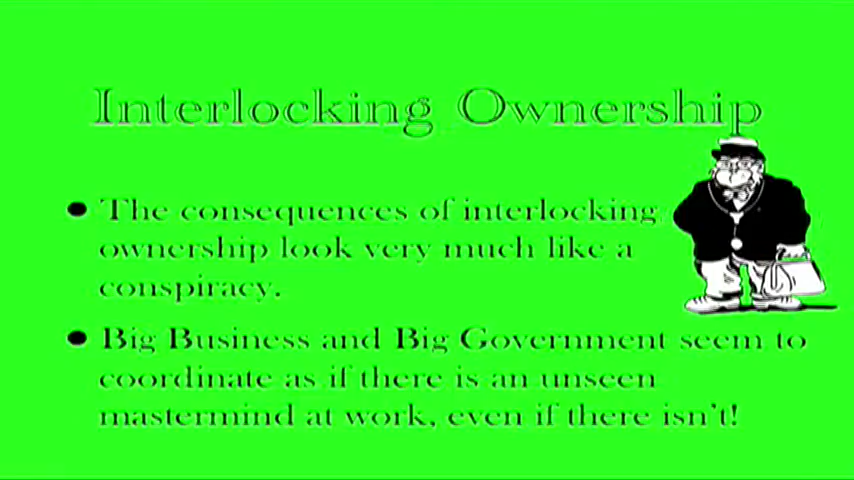 Interlocking Ownership
• The consequences of interlocking
ownership look very much like a
conspiracy.
• Big Business and Big Government seem to
coordinate as if there is an unseen
mastermind at work, even if there isn't!